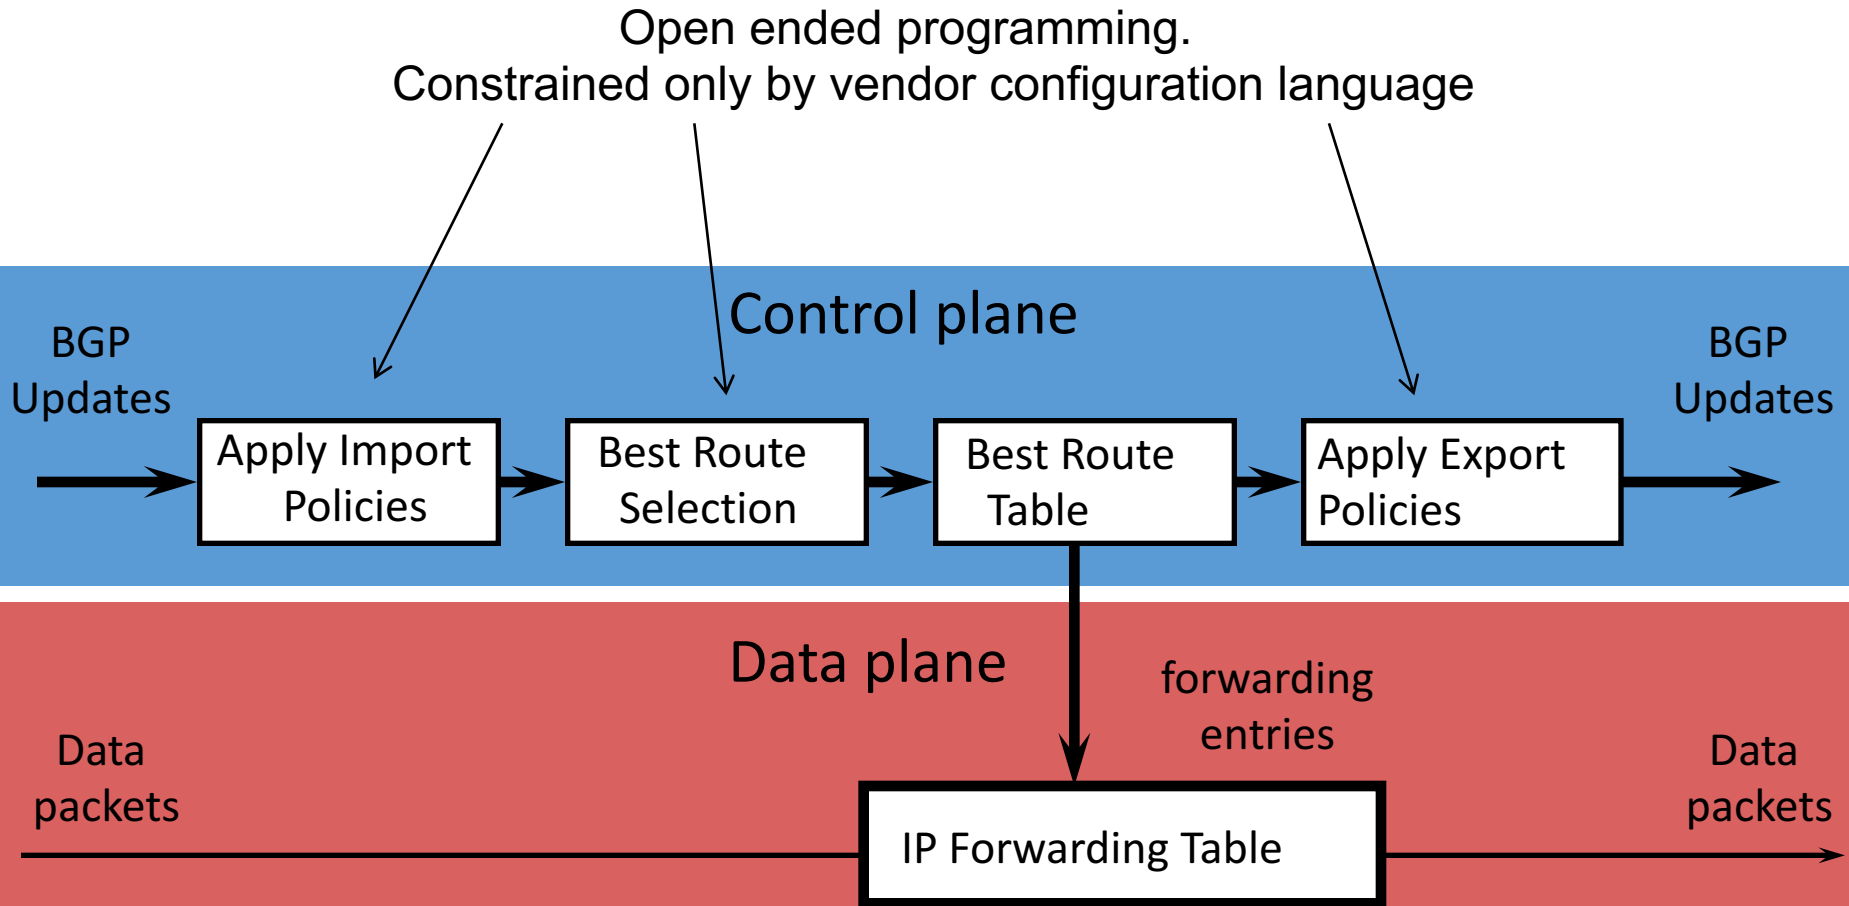 Open ended programming.
Constrained only by vendor configuration language
Control plane
BGP
Updates
BGP
Updates
Apply Import
Policies
Best Route
Selection
Best Route
Table
Apply Export
Policies
Data plane
forwarding
entries
Data
packets
Data
packets
IP Forwarding Table